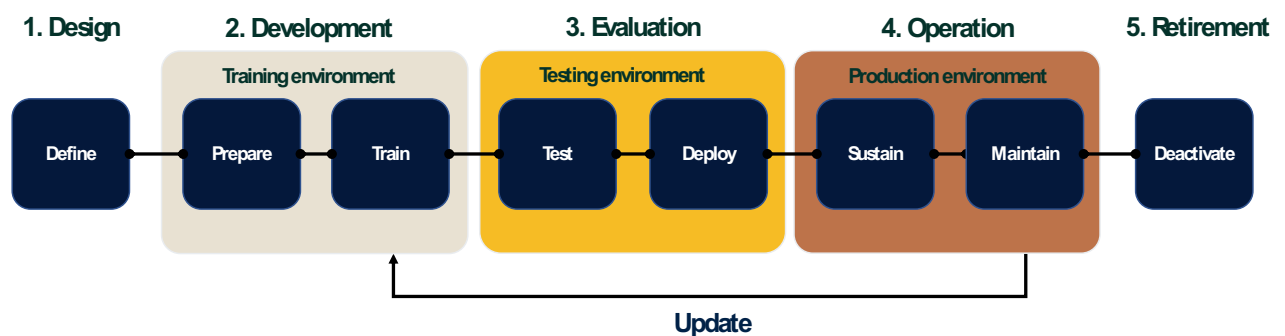 1. Design
2. Development
3. Evaluation
4. Operation
5. Retirement
Training environment
Testing environment
Production environment
Define
Prepare
Train
Test
Deploy
Sustain
Maintain
Deactivate
Update